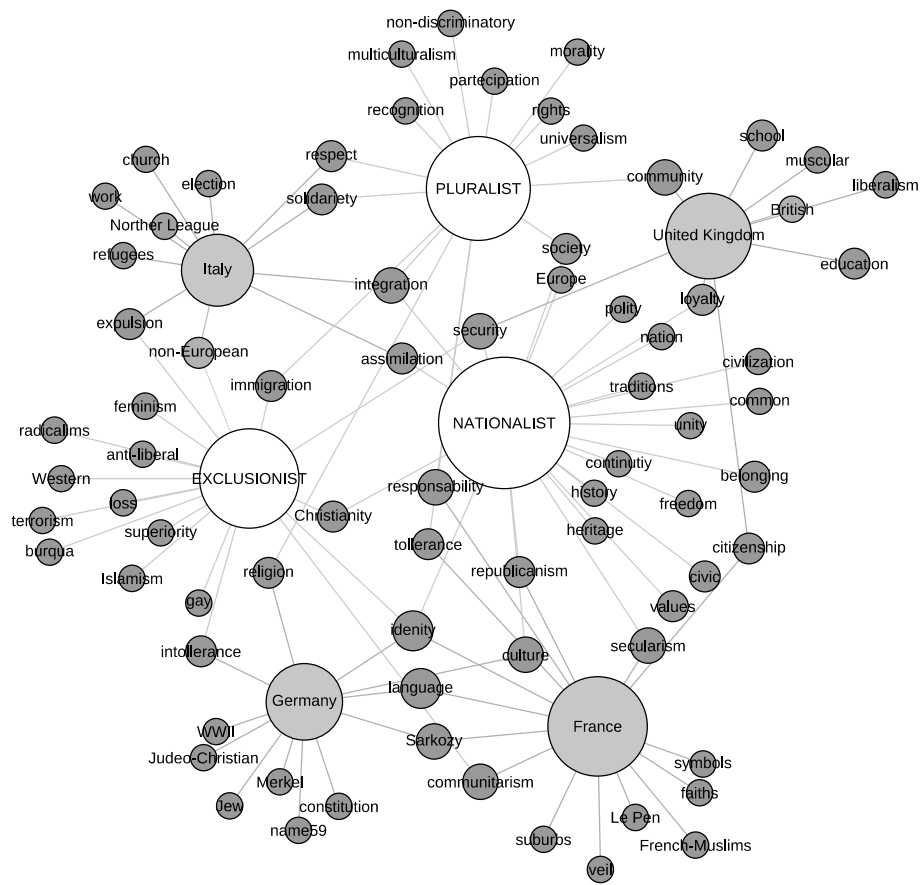 non-discriminatory
multiculturalism
morality
partecipation
recognition
rights
universalism
school
church
respect
muscular
election
community
work
solidariety
liberalism
PLURALIST
British
Norther League
United Kingdom
refugees
society
Italy
education
integration
Europe
loyalty
polity
expulsion
security
nation
non-European
assimilation
civilization
immigration
traditions
feminism
common
radicalims
NATIONALIST
unity
anti-liberal
continutiy
Western
EXCLUSIONIST
belonging
responsability
history
loss
freedom
Christianity
terrorism
superiority
heritage
burqua
tollerance
citizenship
religion
republicanism
Islamism
civic
gay
values
idenity
secularism
intollerance
culture
language
Germany
France
WWII
Sarkozy
Judeo-Christian
symbols
Merkel
communitarism
faiths
Jew
constitution
Le Pen
name59
suburbs
French-Muslims
veil